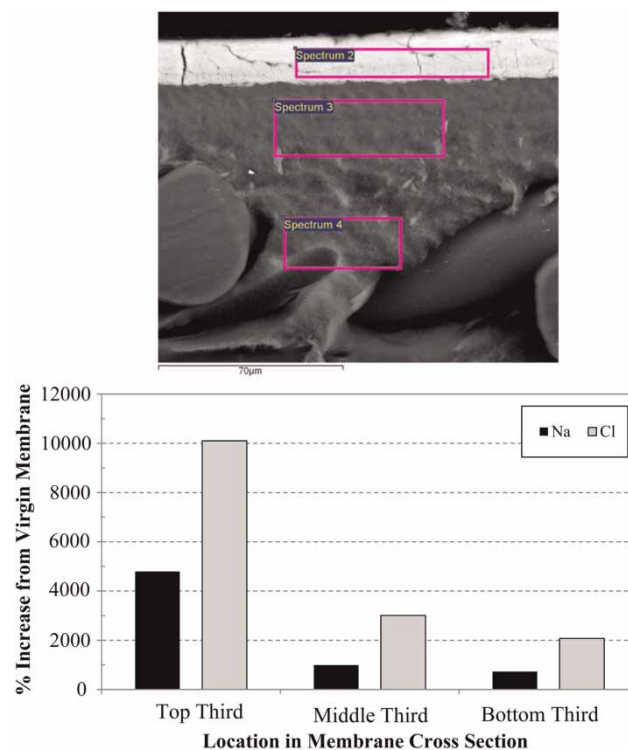 Spectrum 2
Spectrum 3
Spectrum 4
70µm
% Increase from Virgin Membrane
12000
10000
8000
6000
4000
2000
0
Na Cl
Top Third Middle Third Bottom Third
Location in Membrane Cross Section